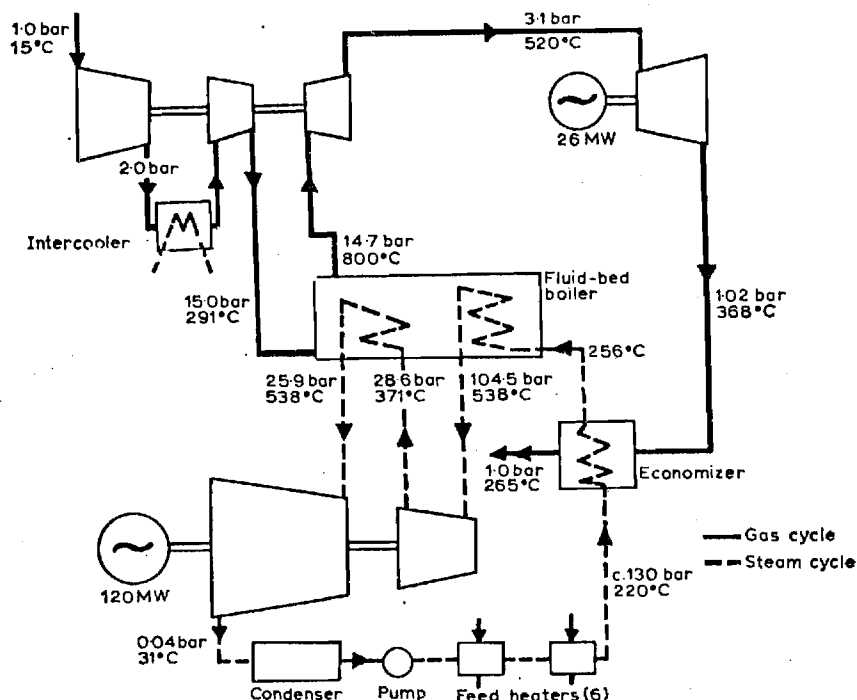 1·0 bar
15°C
3·1 bar
520°C
26 MW
2·0 bar
Intercooler
14·7 bar
800°C
Fluid-bed
boiler
15·0 bar
291°C
1·02 bar
368°C
256°C
25·9 bar
538°C
28·6 bar
371°C
104·5 bar
538°C
1·0 bar
265°C
Economizer
Gas cycle
Steam cycle
c.130 bar
220°C
120 MW
0·04 bar
31°C
Condenser
Pump
Feed heaters (6)